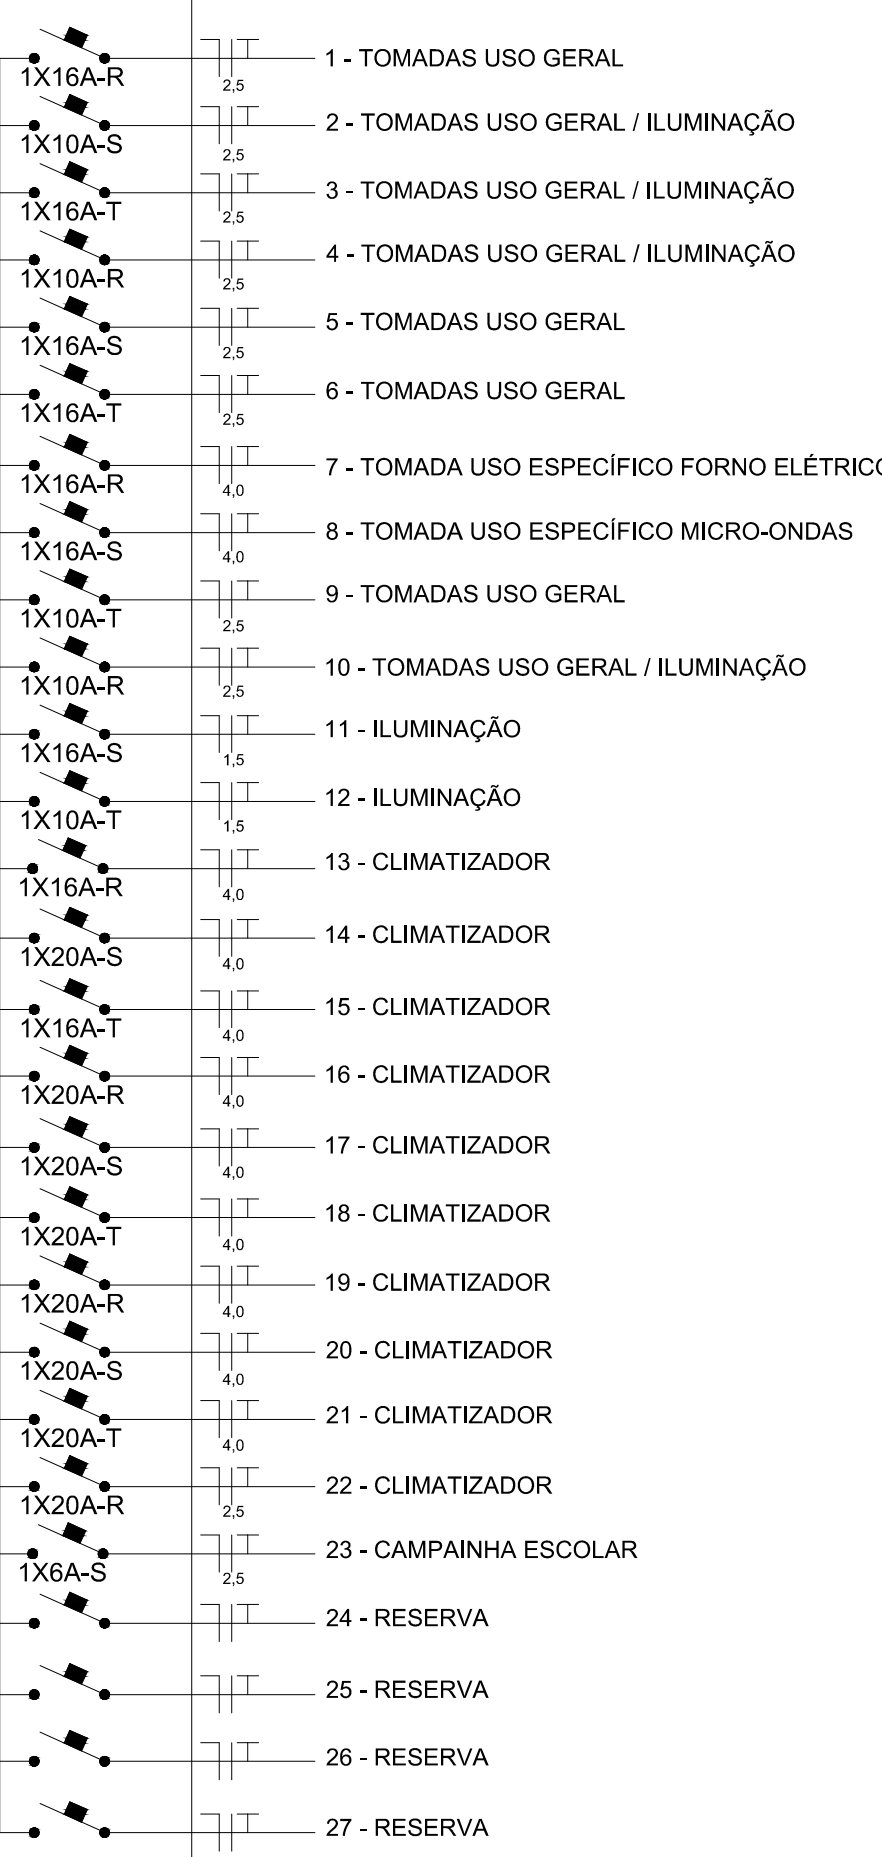 1 - TOMADAS USO GERAL
1X16A-R
2,5
2 - TOMADAS USO GERAL / ILUMINAÇÃO
1X10A-S
2,5
3 - TOMADAS USO GERAL / ILUMINAÇÃO
1X16A-T
2,5
4 - TOMADAS USO GERAL / ILUMINAÇÃO
1X10A-R
2,5
5 - TOMADAS USO GERAL
1X16A-S
2,5
6 - TOMADAS USO GERAL
1X16A-T
2,5
7 - TOMADA USO ESPECÍFICO FORNO ELÉTRICO
1X16A-R
4,0
8 - TOMADA USO ESPECÍFICO MICRO-ONDAS
1X16A-S
4,0
9 - TOMADAS USO GERAL
1X10A-T
2,5
10 - TOMADAS USO GERAL / ILUMINAÇÃO
1X10A-R
2,5
11 - ILUMINAÇÃO
1X16A-S
1,5
12 - ILUMINAÇÃO
1X10A-T
1,5
13 - CLIMATIZADOR
1X16A-R
4,0
14 - CLIMATIZADOR
1X20A-S
4,0
15 - CLIMATIZADOR
1X16A-T
4,0
16 - CLIMATIZADOR
1X20A-R
4,0
17 - CLIMATIZADOR
1X20A-S
4,0
18 - CLIMATIZADOR
1X20A-T
4,0
19 - CLIMATIZADOR
1X20A-R
4,0
20 - CLIMATIZADOR
1X20A-S
4,0
21 - CLIMATIZADOR
1X20A-T
4,0
22 - CLIMATIZADOR
1X20A-R
2,5
23 - CAMPAINHA ESCOLAR
1X6A-S
2,5
24 - RESERVA
25 - RESERVA
26 - RESERVA
27 - RESERVA